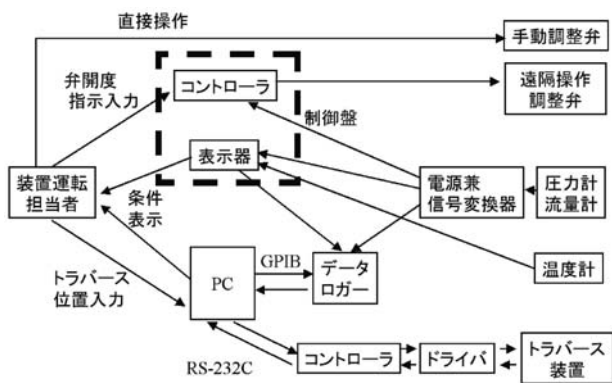 直接操作
手動調整弁
弁開度
指示入力
コントローラ
遠隔操作
調整弁
制御盤
表示器
装置運転
担当者
条件
表示
電源兼
信号変換器
圧力計
流量計
温度計
トラバース
位置入力
PC
GPIB
データ
ロガー
RS-232C
コントローラ
ドライバ
トラバース
装置